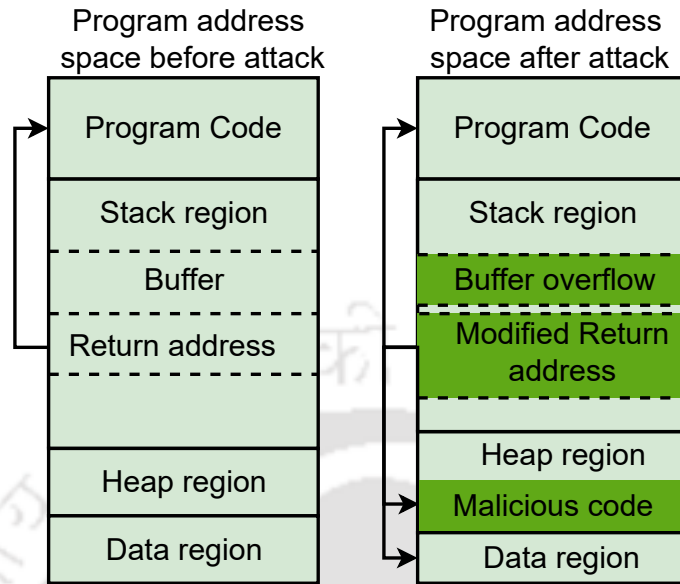 Program address
space before attack
Program Code
Stack region
Buffer
Return address
Heap region
Data region
Program address
space after attack
Program Code
Stack region
Buffer overflow
Modified Return
address
Heap region
Malicious code
Data region